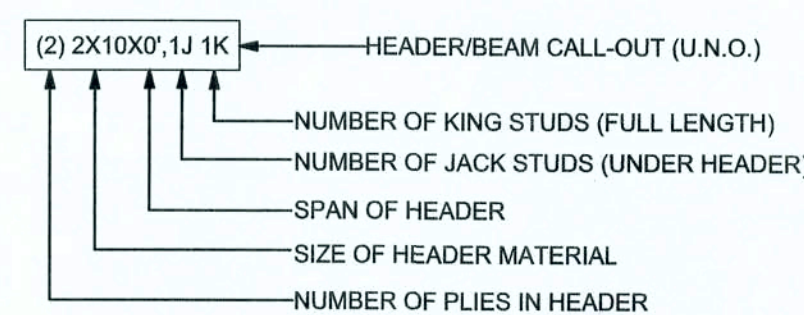 (2) 2X10X0',1J 1K
HEADER/BEAM CALL-OUT (U.N.O.)
NUMBER OF KING STUDS (FULL LENGTH)
NUMBER OF JACK STUDS (UNDER HEADER)
SPAN OF HEADER
SIZE OF HEADER MATERIAL
NUMBER OF PLIES IN HEADER